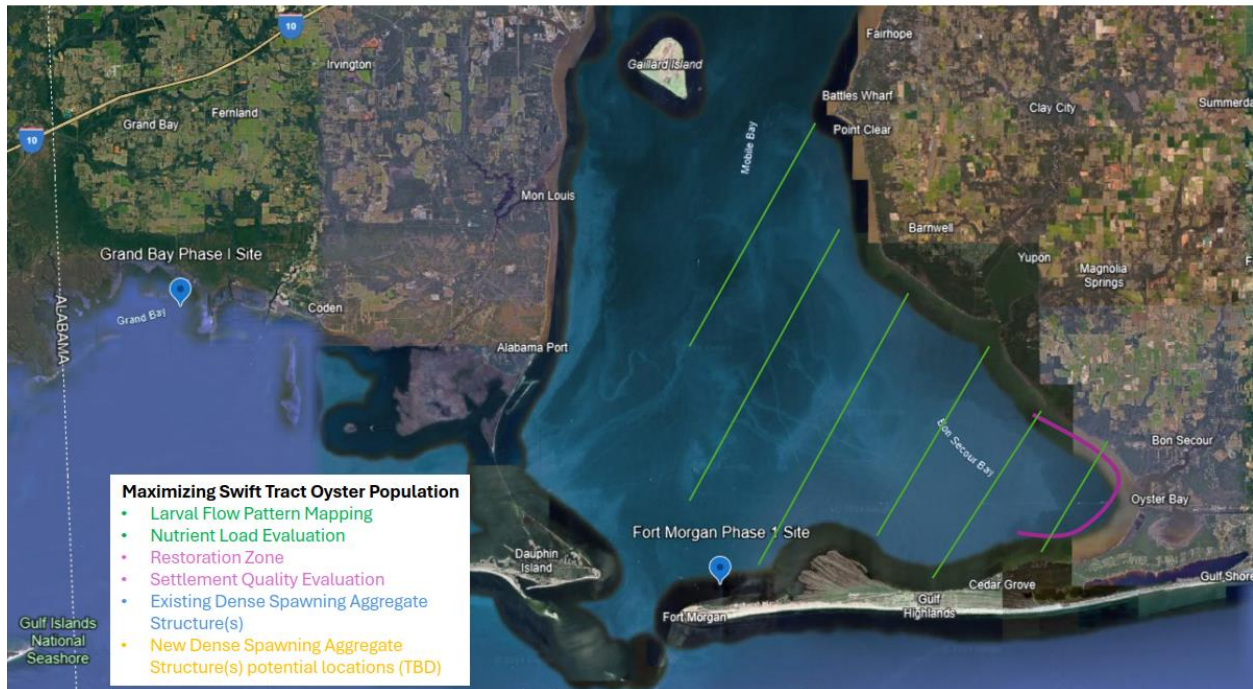 10
Irvington
Gaillard Island
Fairhope
Battles Wharf
Clay City
Summerda
Fernland
Grand Bay
10
Point Clear
Mobile Bay
Mon Louis
Barnwell
Yupon
Grand Bay Phase I Site
Magnolia
Springs
F
ALABAMA
Grand Bay
Coden
Alabama Port
Bon Secour Bay
Bon Secour
Oyster Bay
Maximizing Swift Tract Oyster Population
• Larval Flow Pattern Mapping
• Nutrient Load Evaluation
• Restoration Zone
• Settlement Quality Evaluation
• Existing Dense Spawning Aggregate
Structure(s)
• New Dense Spawning Aggregate
Structure(s) potential locations (TBD)
Fort Morgan Phase 1 Site
Dauphin
Island
Cedar Grove
Gulf Shore
Gulf
Highlands
Fort Morgan
Gulf Islands
National
Seashore